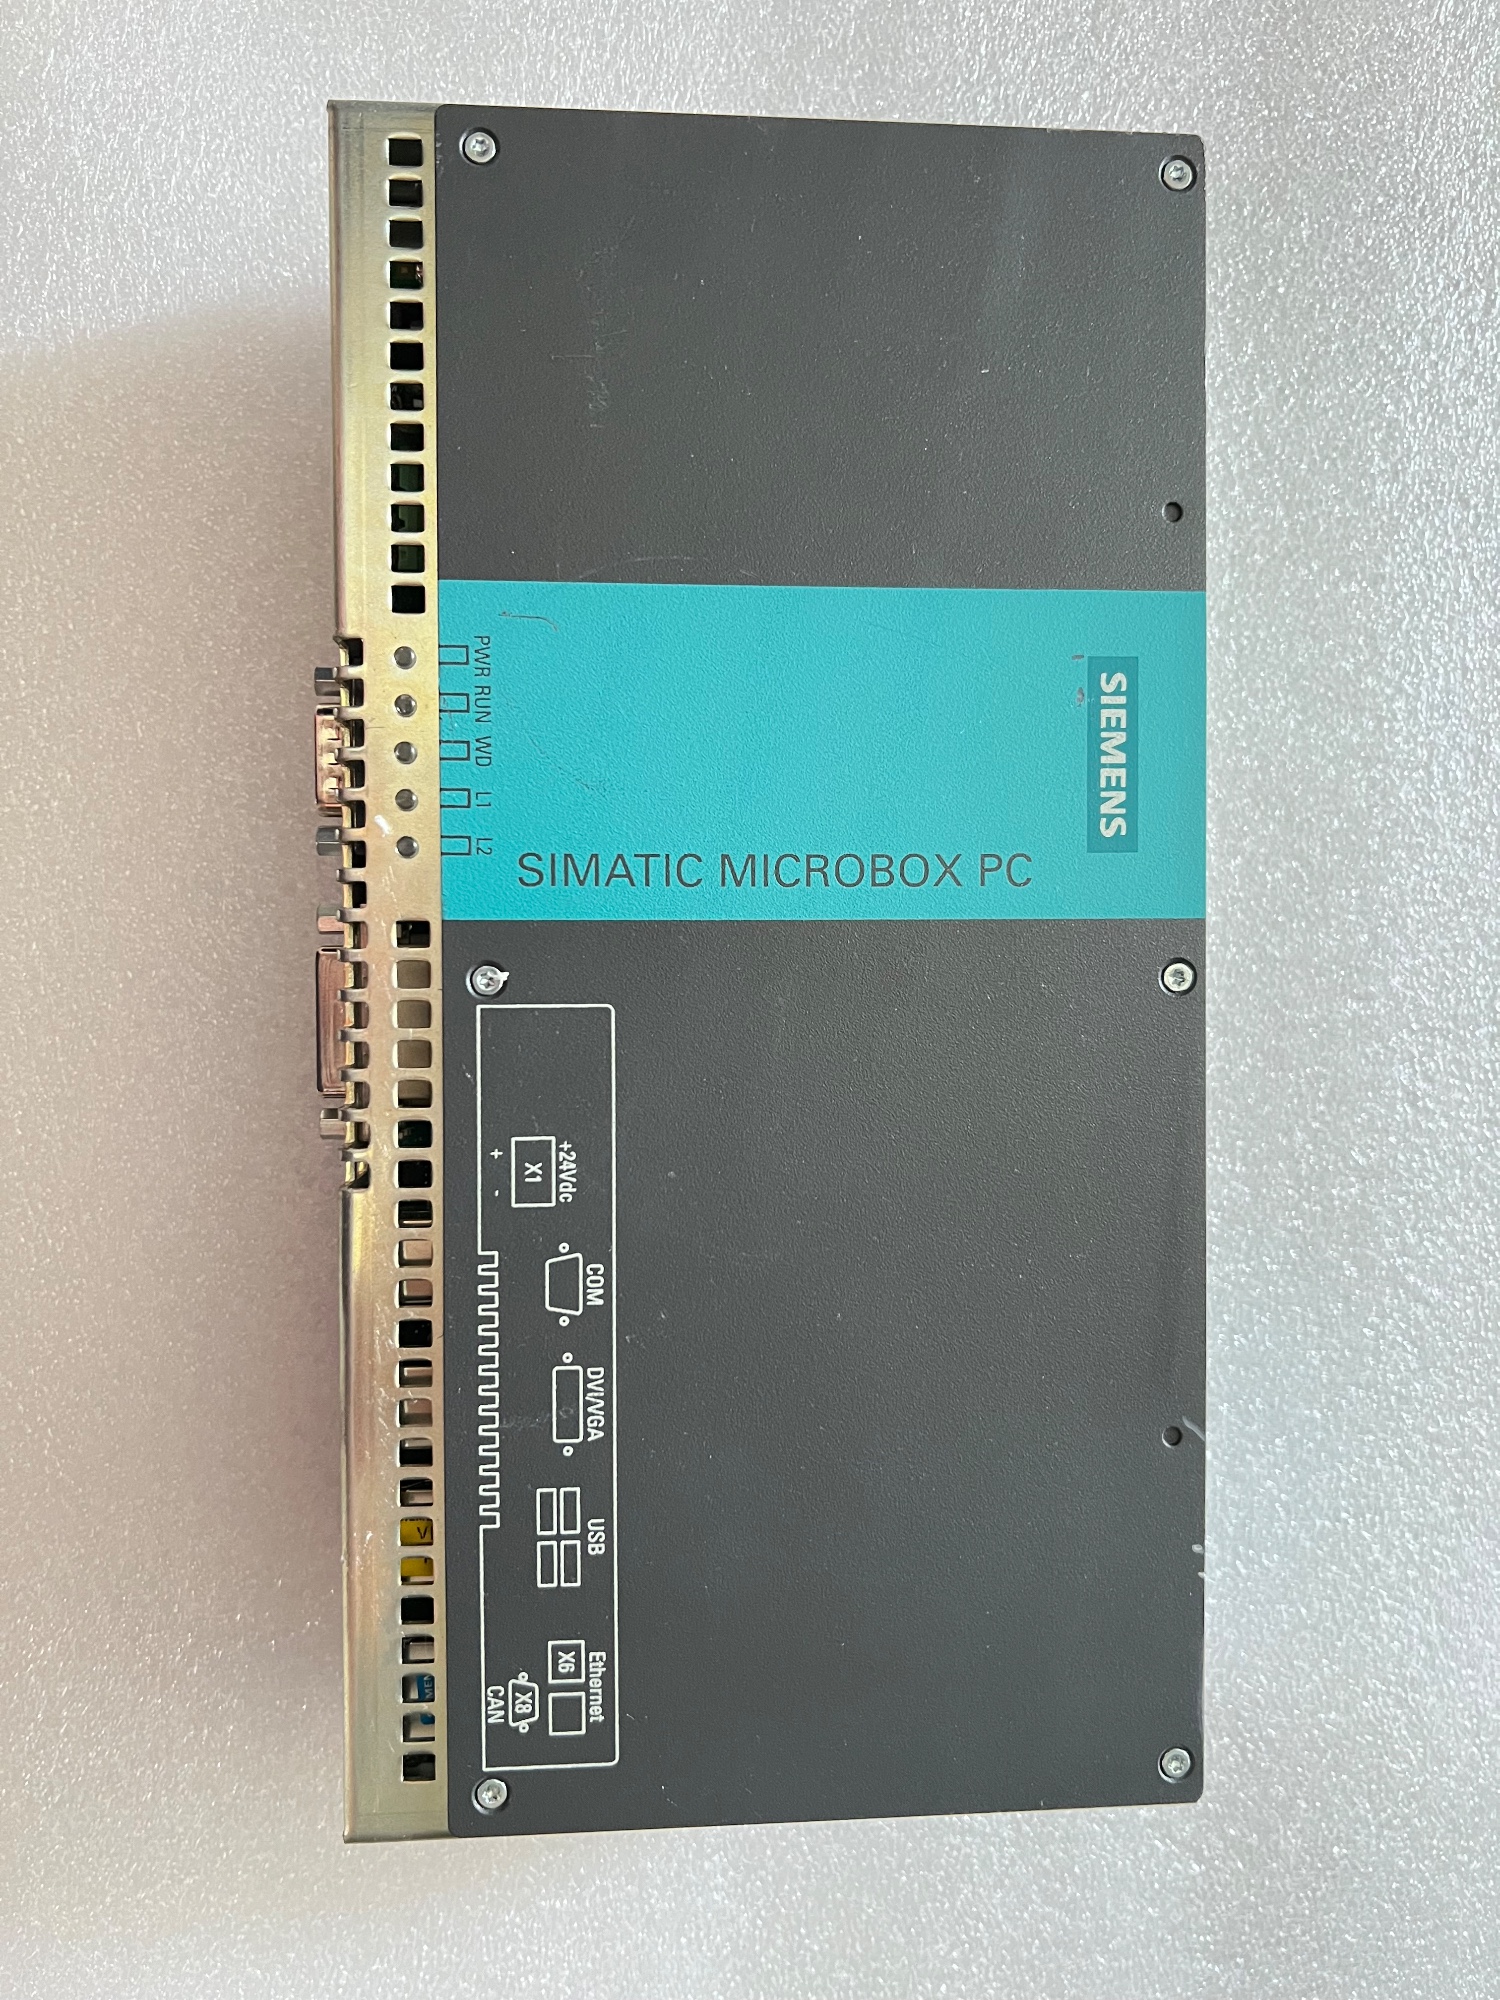 SIEMENS
PWR RUN WD L1 L2
SIMATIC MICROBOX PC
+24Vdc
X1
+ -
COM
DVI/VGA
USB
Ethernet
X6
X8
CAN